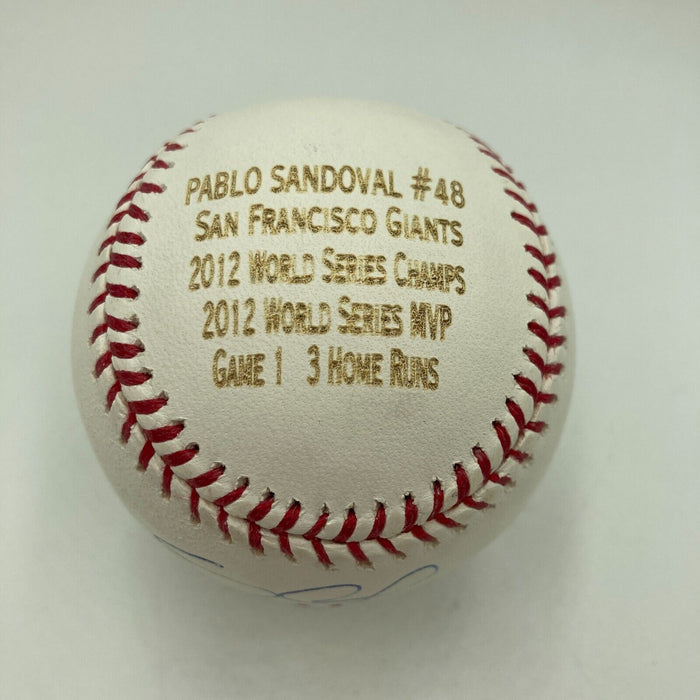 PABLO SANDOVAL #48
SAN FRANCISCO GIANTS
2012 WORLD SERIES CHAMPS
2012 WORLD SERIES MVP
GAME 1 3 HOME RUNS